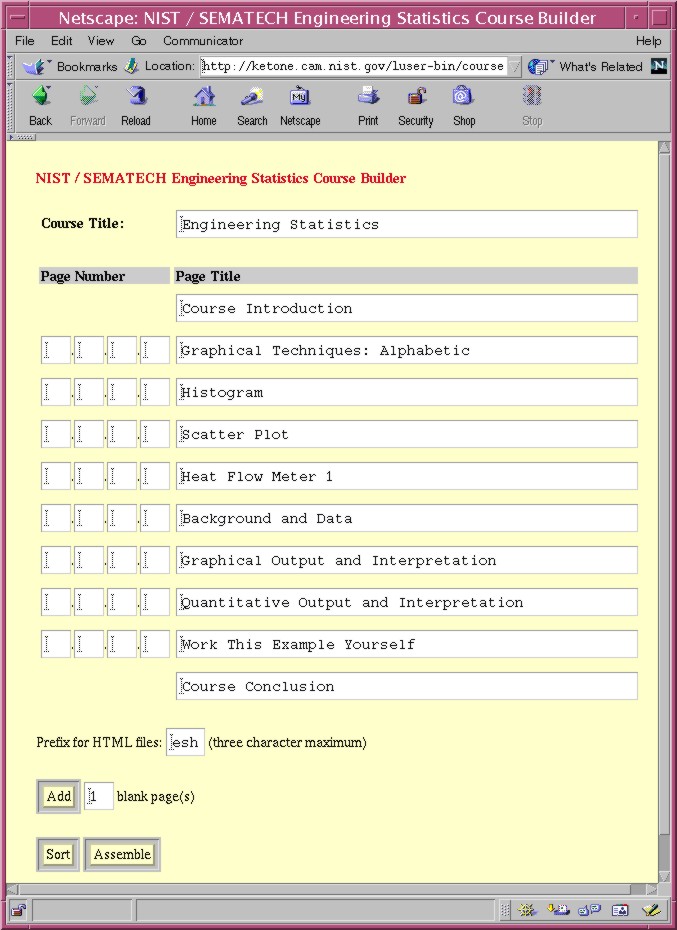 Netscape: NIST / SEMATECH Engineering Statistics Course Builder
File Edit View Go Communicator Help
Bookmarks Location: http://ketone.cam.nist.gov/luser-bin/course What's Related N
My
Back Forward Reload Home Search Netscape Print Security Shop Stop
NIST / SEMATECH Engineering Statistics Course Builder
Course Title: Engineering Statistics
Page Number Page Title
Course Introduction
. . . Graphical Techniques: Alphabetic
. . . Histogram
. . . Scatter Plot
. . . Heat Flow Meter 1
. . . Background and Data
. . . Graphical Output and Interpretation
. . . Quantitative Output and Interpretation
. . . Work This Example Yourself
Course Conclusion
Prefix for HTML files: esh (three character maximum)
Add 1 blank page(s)
Sort Assemble